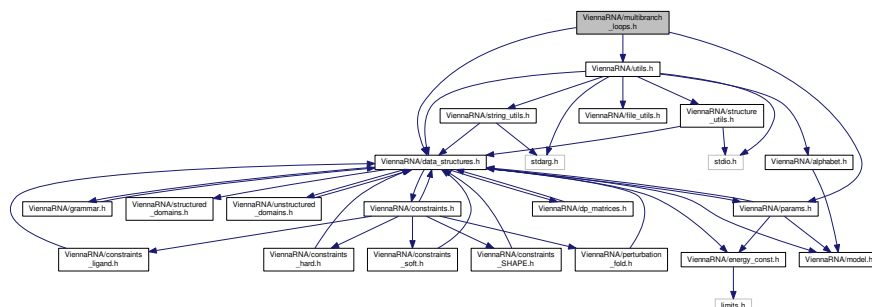 ViennaRNA/multibranch
_loops.h
ViennaRNA/utils.h
ViennaRNA/string_utils.h
ViennaRNA/file_utils.h
ViennaRNA/structure
_utils.h
ViennaRNA/data_structures.h
stdarg.h
stdio.h
ViennaRNA/alphabet.h
ViennaRNA/grammar.h
ViennaRNA/structured
_domains.h
ViennaRNA/unstructured
_domains.h
ViennaRNA/constraints.h
ViennaRNA/dp_matrices.h
ViennaRNA/params.h
ViennaRNA/constraints
_ligand.h
ViennaRNA/constraints
_hard.h
ViennaRNA/constraints
_soft.h
ViennaRNA/constraints
_SHAPE.h
ViennaRNA/perturbation
_fold.h
ViennaRNA/energy_const.h
ViennaRNA/model.h
limits.h